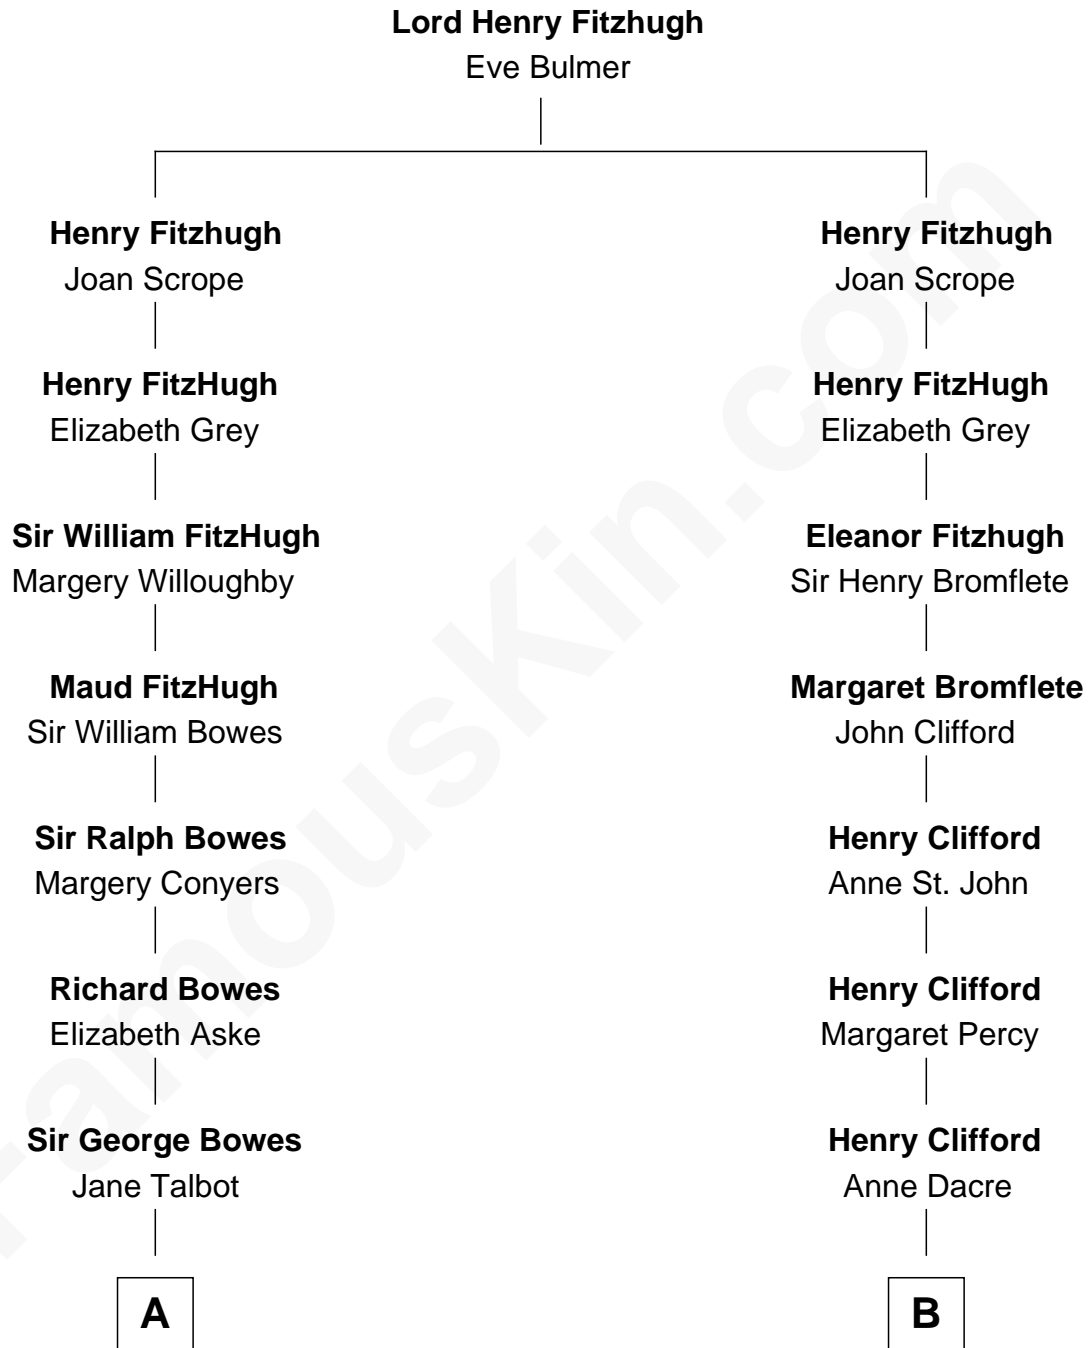 Lord Henry Fitzhugh
Eve Bulmer
Henry Fitzhugh
Joan Scrope
Henry FitzHugh
Elizabeth Grey
Sir William FitzHugh
Margery Willoughby
Maud FitzHugh
Sir William Bowes
Sir Ralph Bowes
Margery Conyers
Richard Bowes
Elizabeth Aske
Sir George Bowes
Jane Talbot
A
Henry Fitzhugh
Joan Scrope
Henry FitzHugh
Elizabeth Grey
Eleanor Fitzhugh
Sir Henry Bromflete
Margaret Bromflete
John Clifford
Henry Clifford
Anne St. John
Henry Clifford
Margaret Percy
Henry Clifford
Anne Dacre
B
FamousKin.com